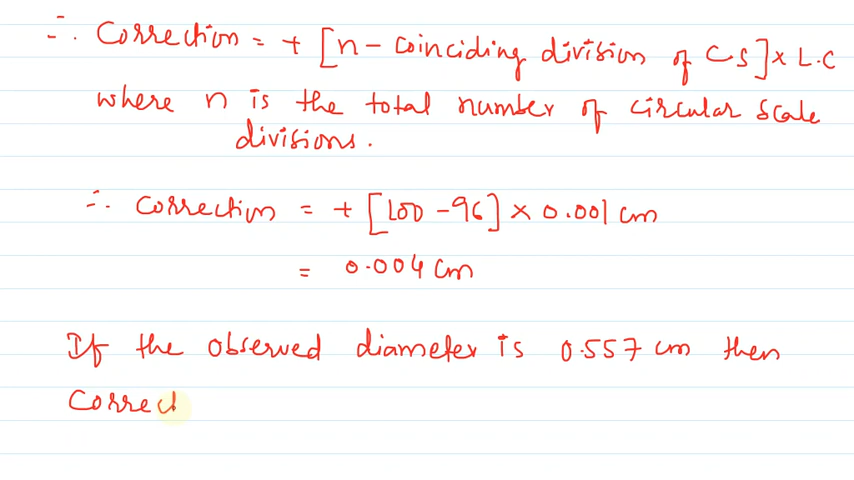 ∴ Correction = + [n - coinciding division of C S] × L.C
where n is the total number of circular scale
divisions.
∴ correction = + [100 - 96] × 0.001 cm
= 0.004 cm
If the observed diameter is 0.557 cm then
Correct